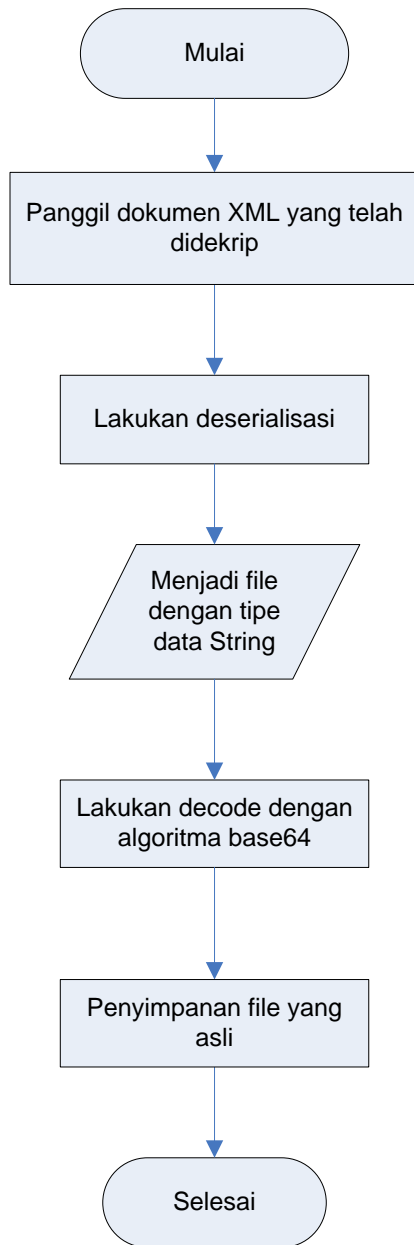 Mulai
Panggil dokumen XML yang telah
didekrip
Lakukan deserialisasi
Menjadi file
dengan tipe
data String
Lakukan decode dengan
algoritma base64
Penyimpanan file yang
asli
Selesai